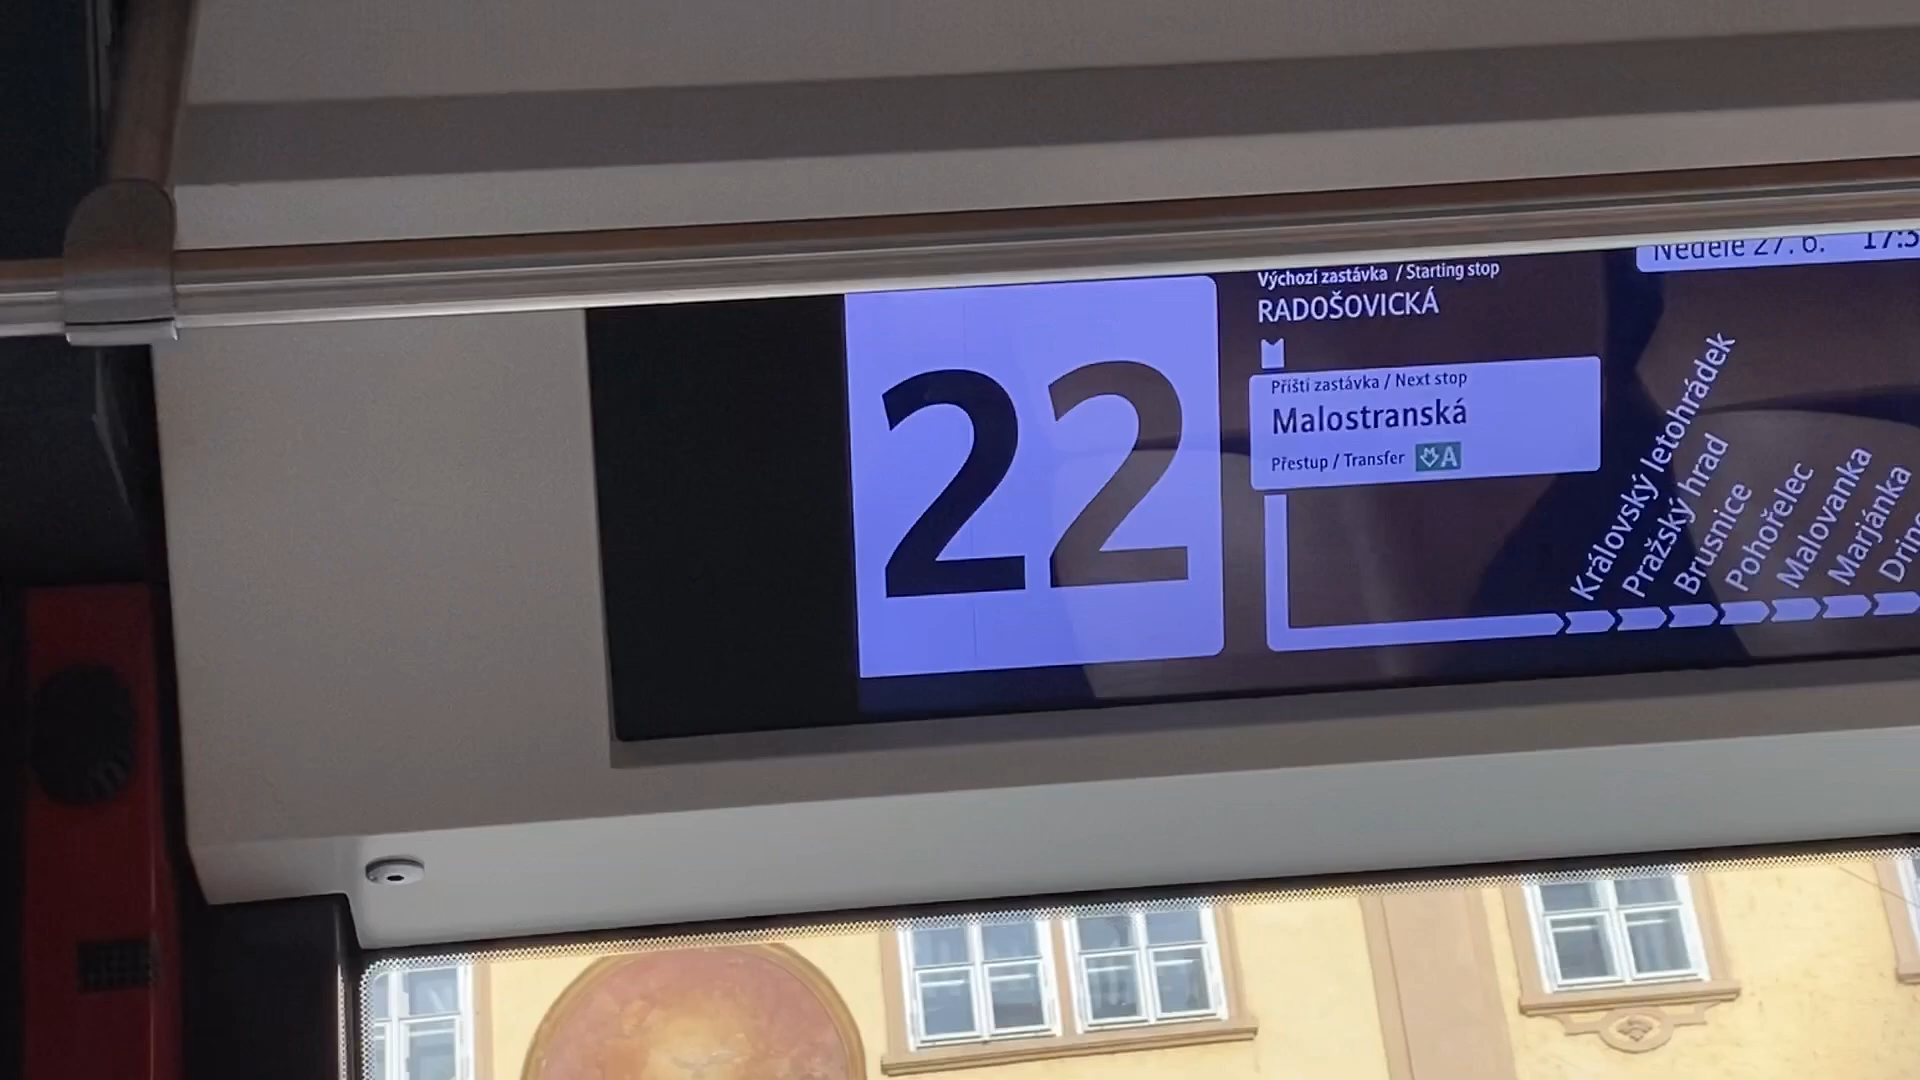 22
Výchozí zastávka / Starting stop
RADOŠOVICKÁ
Neděle 27. 6.
Příští zastávka / Next stop
Malostranská
Přestup / Transfer A
Královský letohrádek
Pražský hrad
Brusnice
Pohořelec
Malovanka
Marjánka